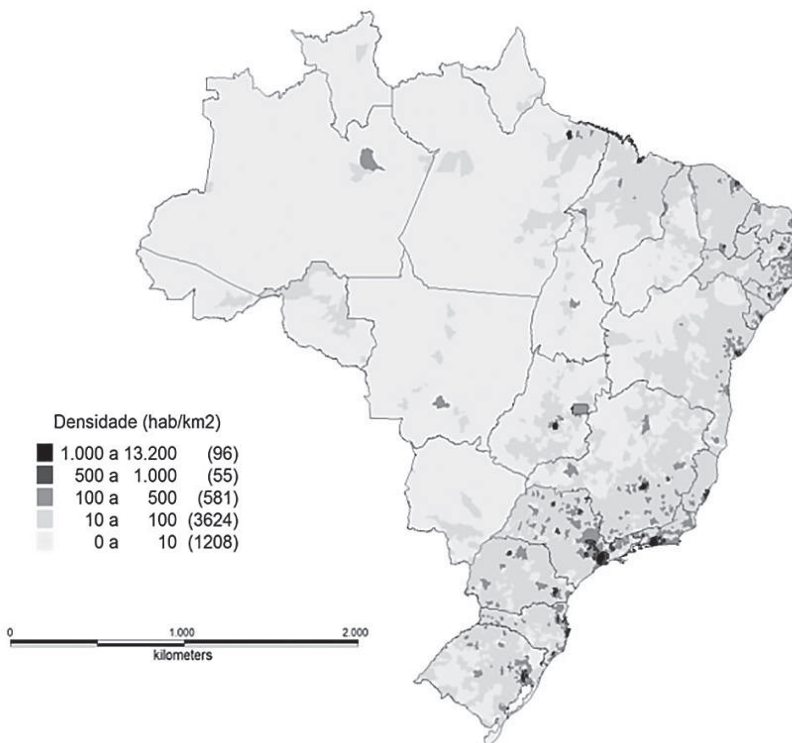 Densidade (hab/km2)
1.000 a 13.200 (96)
500 a 1.000 (55)
100 a 500 (581)
10 a 100 (3624)
0 a 10 (1208)
0 1.000 2.000
kilometers